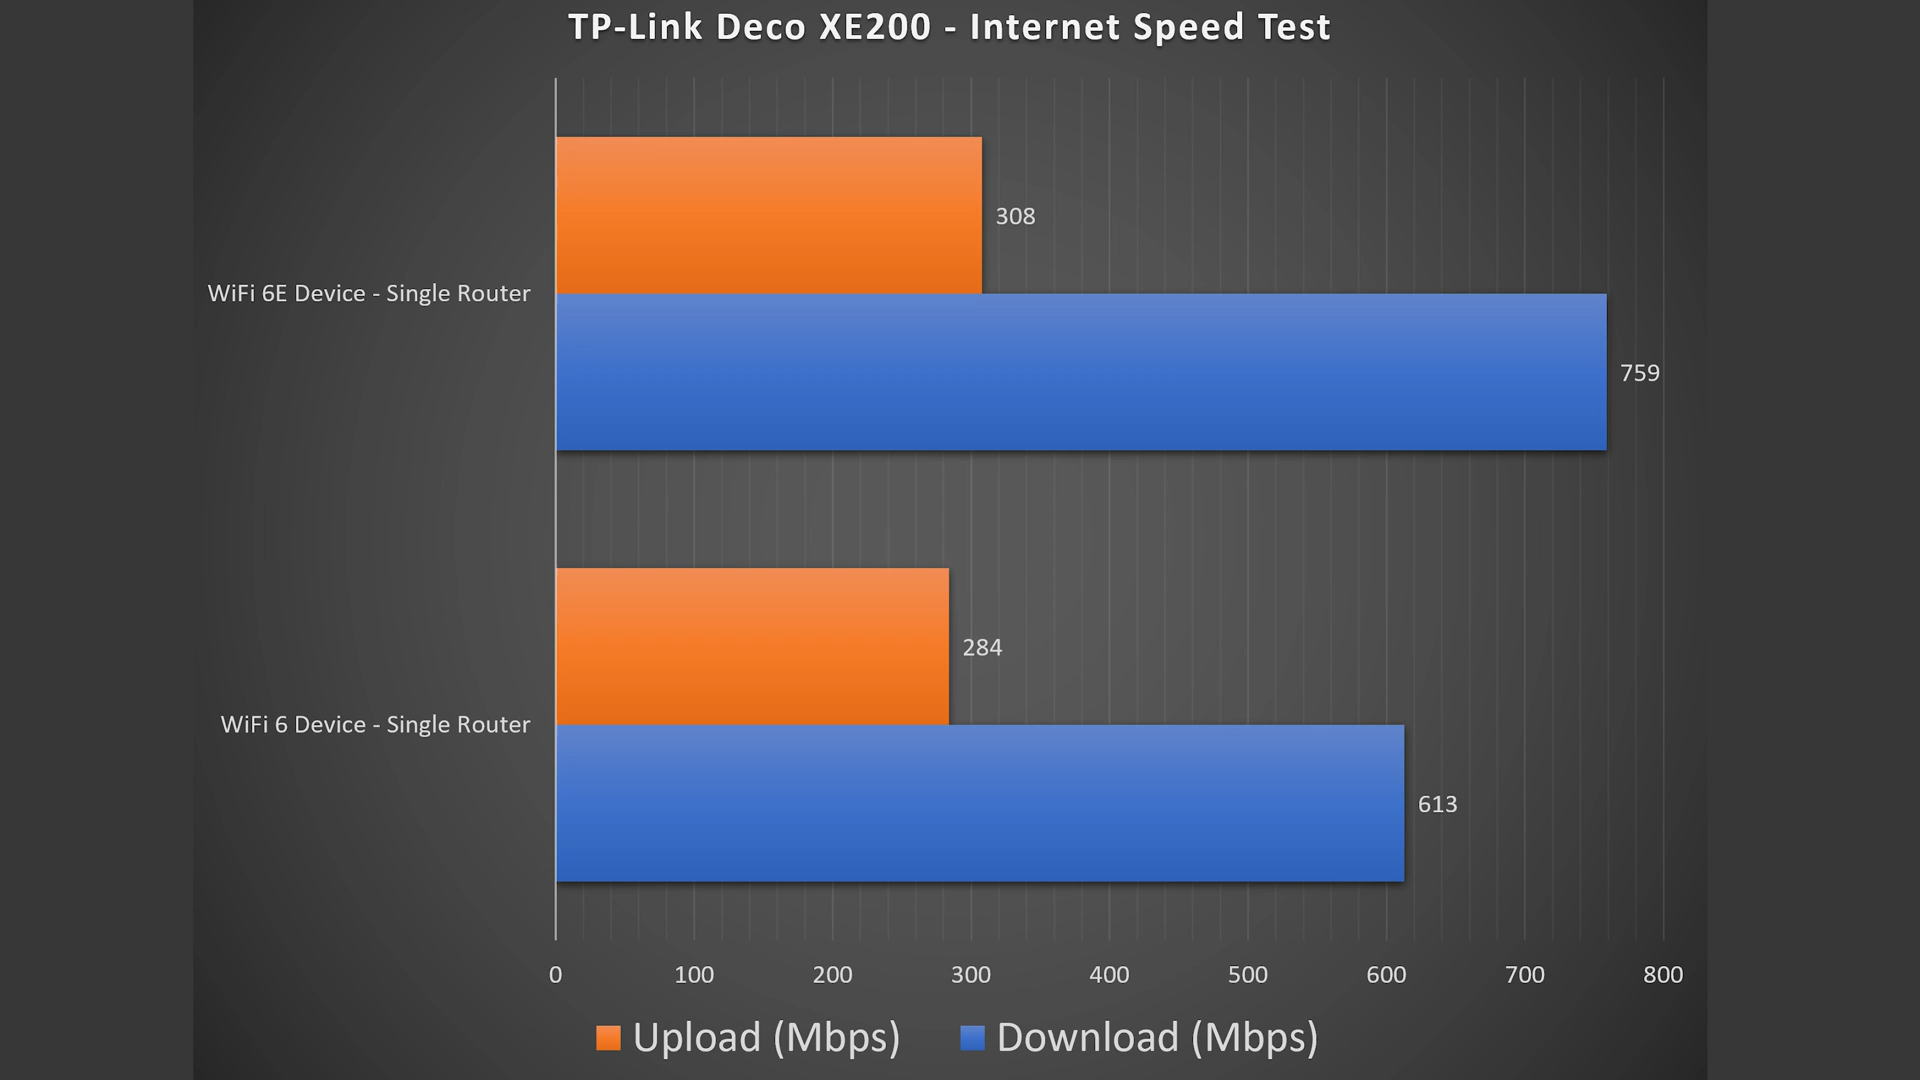 TP-Link Deco XE200 - Internet Speed Test
308
WiFi 6E Device - Single Router
759
284
WiFi 6 Device - Single Router
613
0 100 200 300 400 500 600 700 800
Upload (Mbps) Download (Mbps)